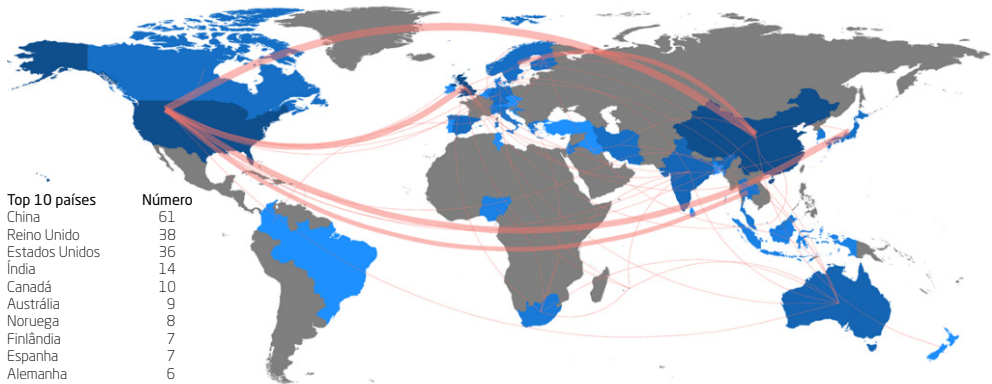 Top 10 países Número
China 61
Reino Unido 38
Estados Unidos 36
Índia 14
Canadá 10
Austrália 9
Noruega 8
Finlândia 7
Espanha 7
Alemanha 6